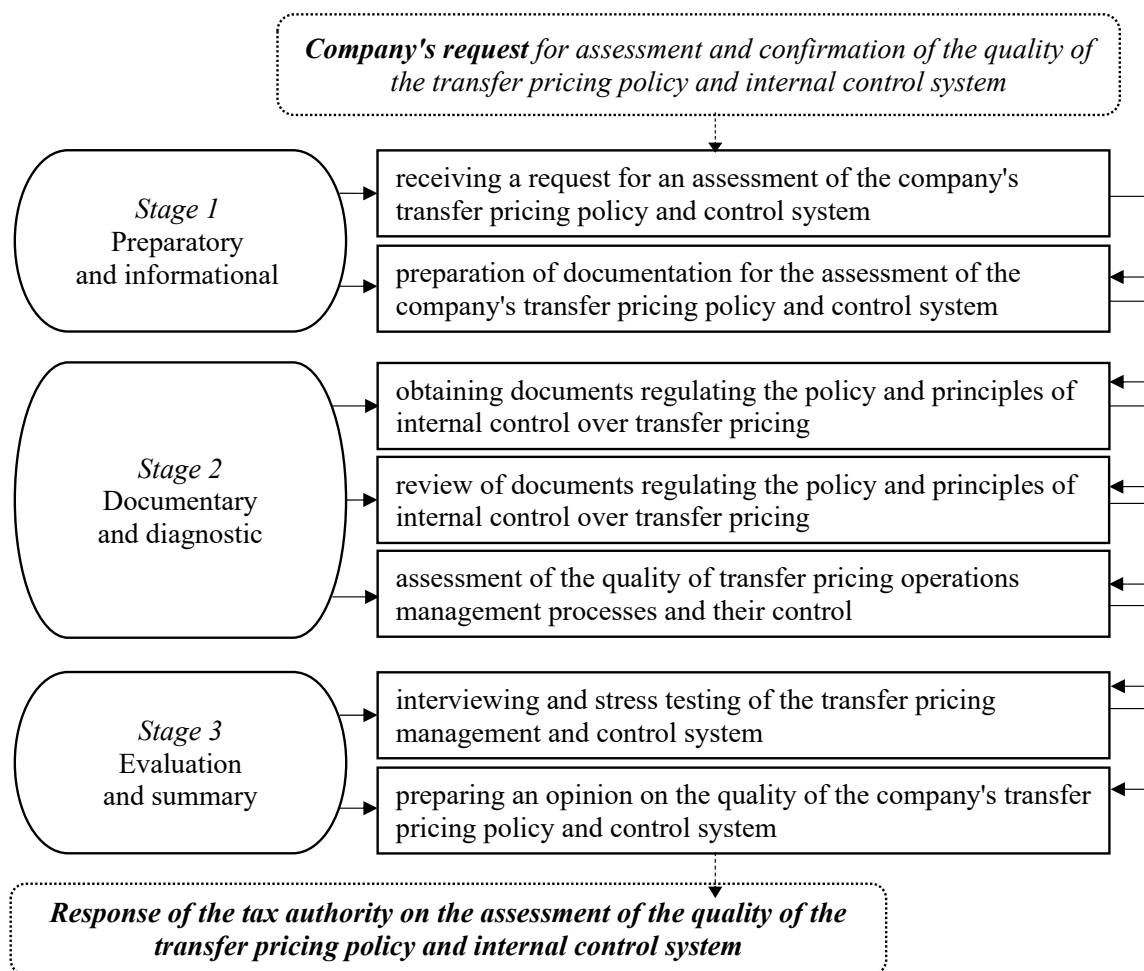 Company's request for assessment and confirmation of the quality of
the transfer pricing policy and internal control system
Stage 1
Preparatory
and informational
receiving a request for an assessment of the company's
transfer pricing policy and control system
preparation of documentation for the assessment of the
company's transfer pricing policy and control system
Stage 2
Documentary
and diagnostic
obtaining documents regulating the policy and principles of
internal control over transfer pricing
review of documents regulating the policy and principles of
internal control over transfer pricing
assessment of the quality of transfer pricing operations
management processes and their control
Stage 3
Evaluation
and summary
interviewing and stress testing of the transfer pricing
management and control system
preparing an opinion on the quality of the company's transfer
pricing policy and control system
Response of the tax authority on the assessment of the quality of the
transfer pricing policy and internal control system